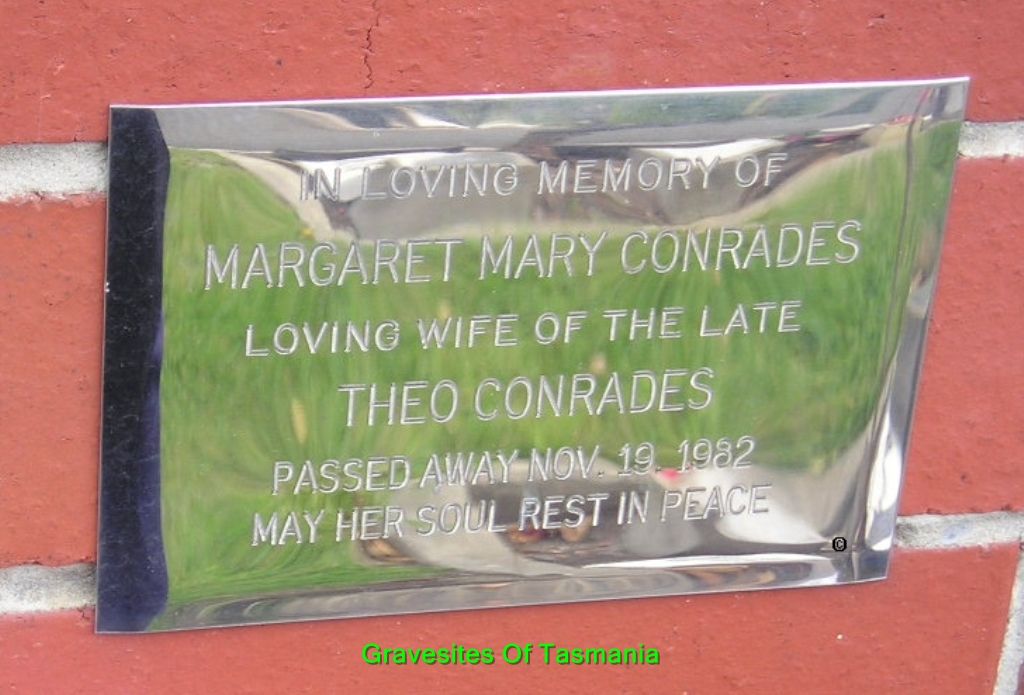 IN LOVING MEMORY OF
MARGARET MARY CONRADES
LOVING WIFE OF THE LATE
THEO CONRADES
PASSED AWAY NOV. 19. 1982
MAY HER SOUL REST IN PEACE
©
Gravesites Of Tasmania